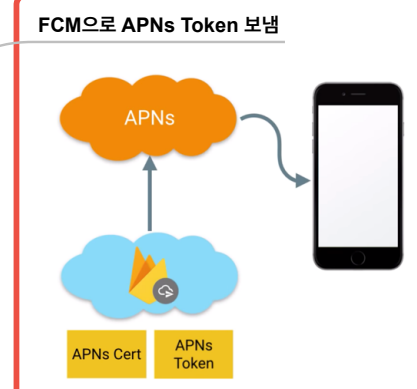 FCM으로 APNs Token 보냄
APNs
APNs Cert
APNs
Token